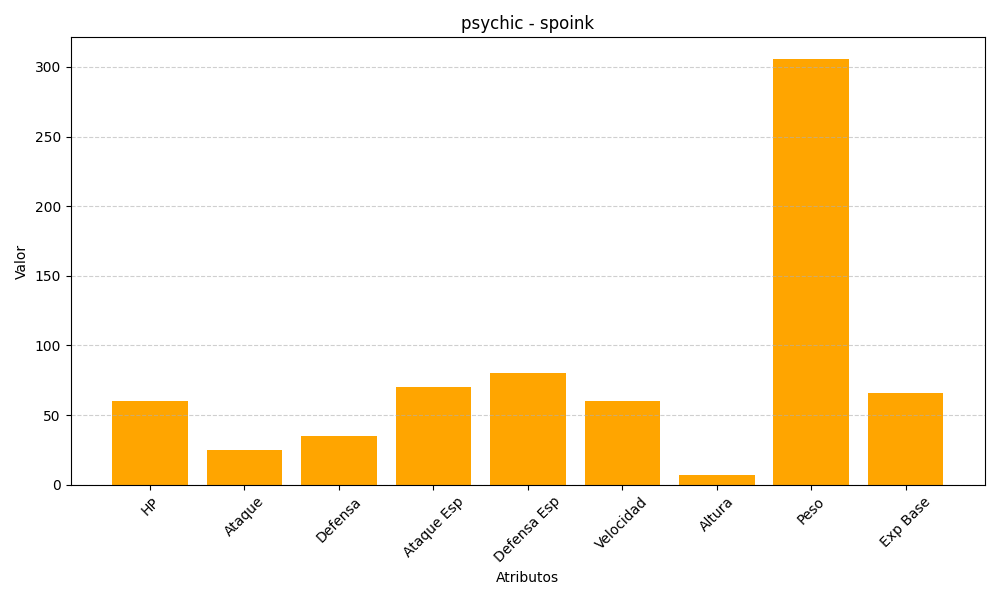 psychic - spoink
300
250
200
150
100
50
0
Valor
HP
Ataque
Defensa
Ataque Esp
Defensa Esp
Velocidad
Altura
Peso
Exp Base
Atributos